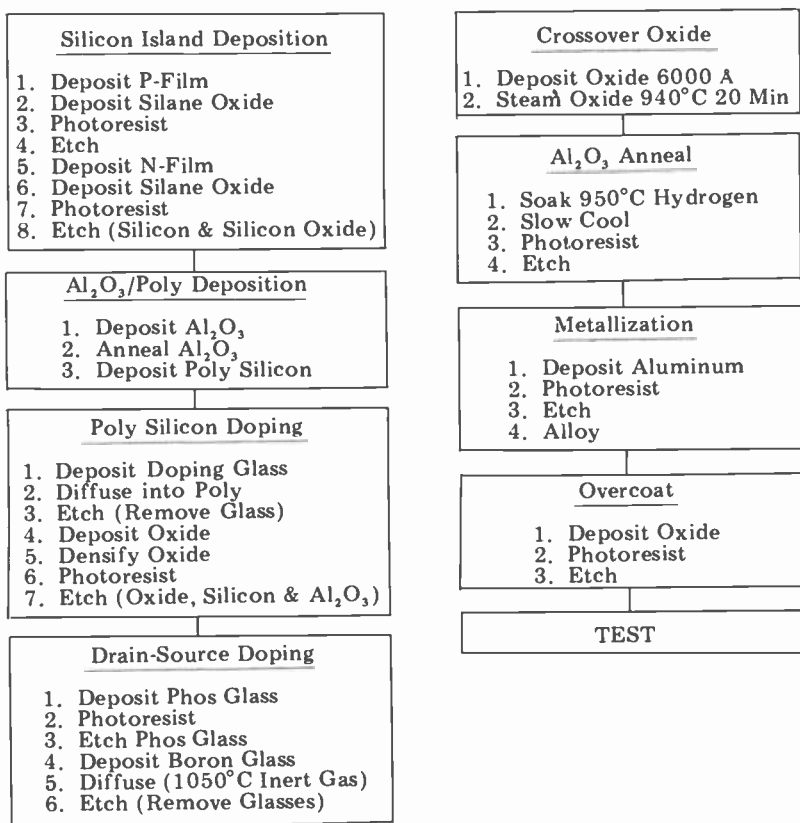 Silicon Island Deposition
1. Deposit P-Film
2. Deposit Silane Oxide
3. Photoresist
4. Etch
5. Deposit N-Film
6. Deposit Silane Oxide
7. Photoresist
8. Etch (Silicon & Silicon Oxide)
Al₂O₃/Poly Deposition
1. Deposit Al₂O₃
2. Anneal Al₂O₃
3. Deposit Poly Silicon
Poly Silicon Doping
1. Deposit Doping Glass
2. Diffuse into Poly
3. Etch (Remove Glass)
4. Deposit Oxide
5. Densify Oxide
6. Photoresist
7. Etch (Oxide, Silicon & Al₂O₃)
Drain-Source Doping
1. Deposit Phos Glass
2. Photoresist
3. Etch Phos Glass
4. Deposit Boron Glass
5. Diffuse (1050°C Inert Gas)
6. Etch (Remove Glasses)
Crossover Oxide
1. Deposit Oxide 6000 A
2. Steam Oxide 940°C 20 Min
Al₂O₃ Anneal
1. Soak 950°C Hydrogen
2. Slow Cool
3. Photoresist
4. Etch
Metallization
1. Deposit Aluminum
2. Photoresist
3. Etch
4. Alloy
Overcoat
1. Deposit Oxide
2. Photoresist
3. Etch
TEST